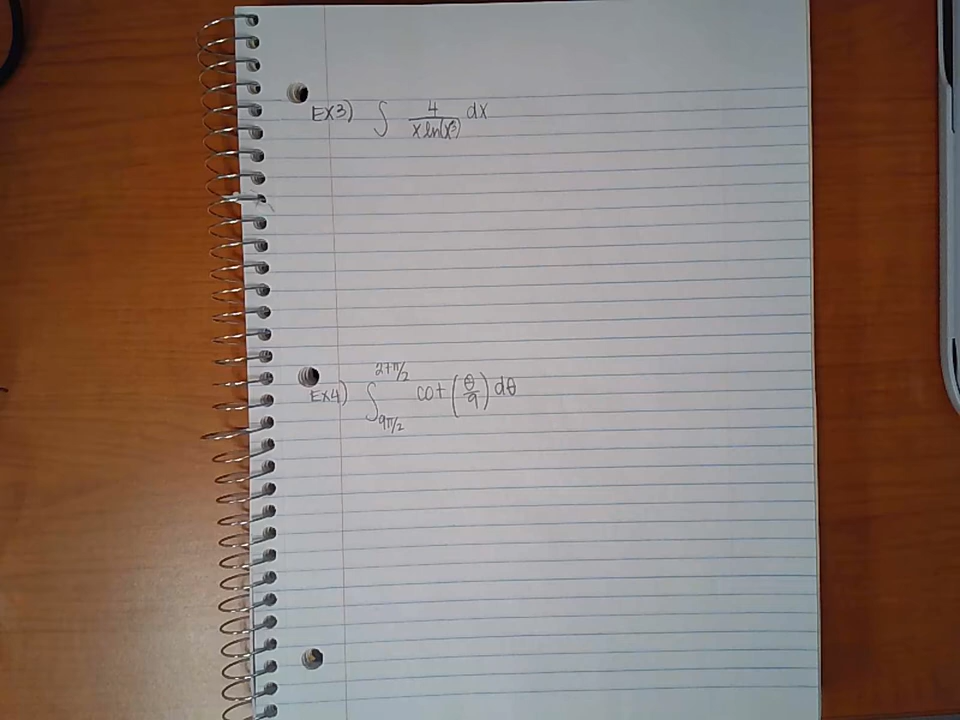 Ex3) ∫ 4/(x ln(x³)) dx
Ex4) ∫_{9π/2}^{27π/2} cot(θ/9) dθ